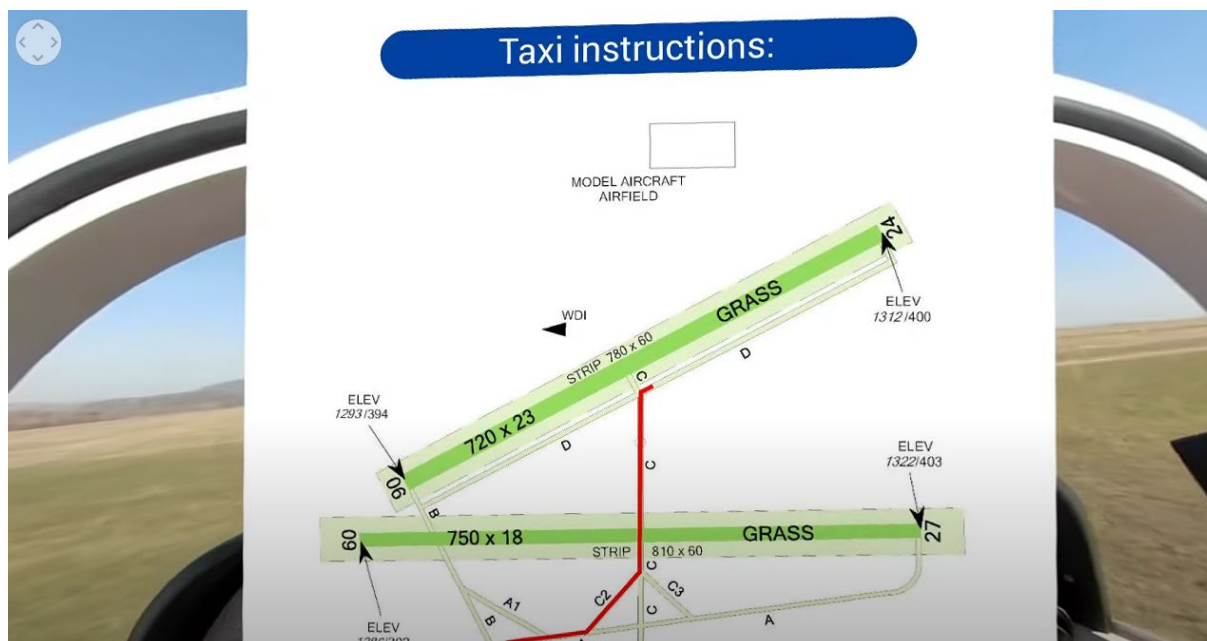 Taxi instructions:
MODEL AIRCRAFT
AIRFIELD
24
GRASS
ELEV
1312/400
WDI
STRIP 780 x 60
C
D
ELEV
1293/394
720 x 23
D
C
ELEV
1322/403
06
B
09
750 x 18
GRASS
27
STRIP
810 x 60
C
C3
C2
A1
B
C
A
ELEV